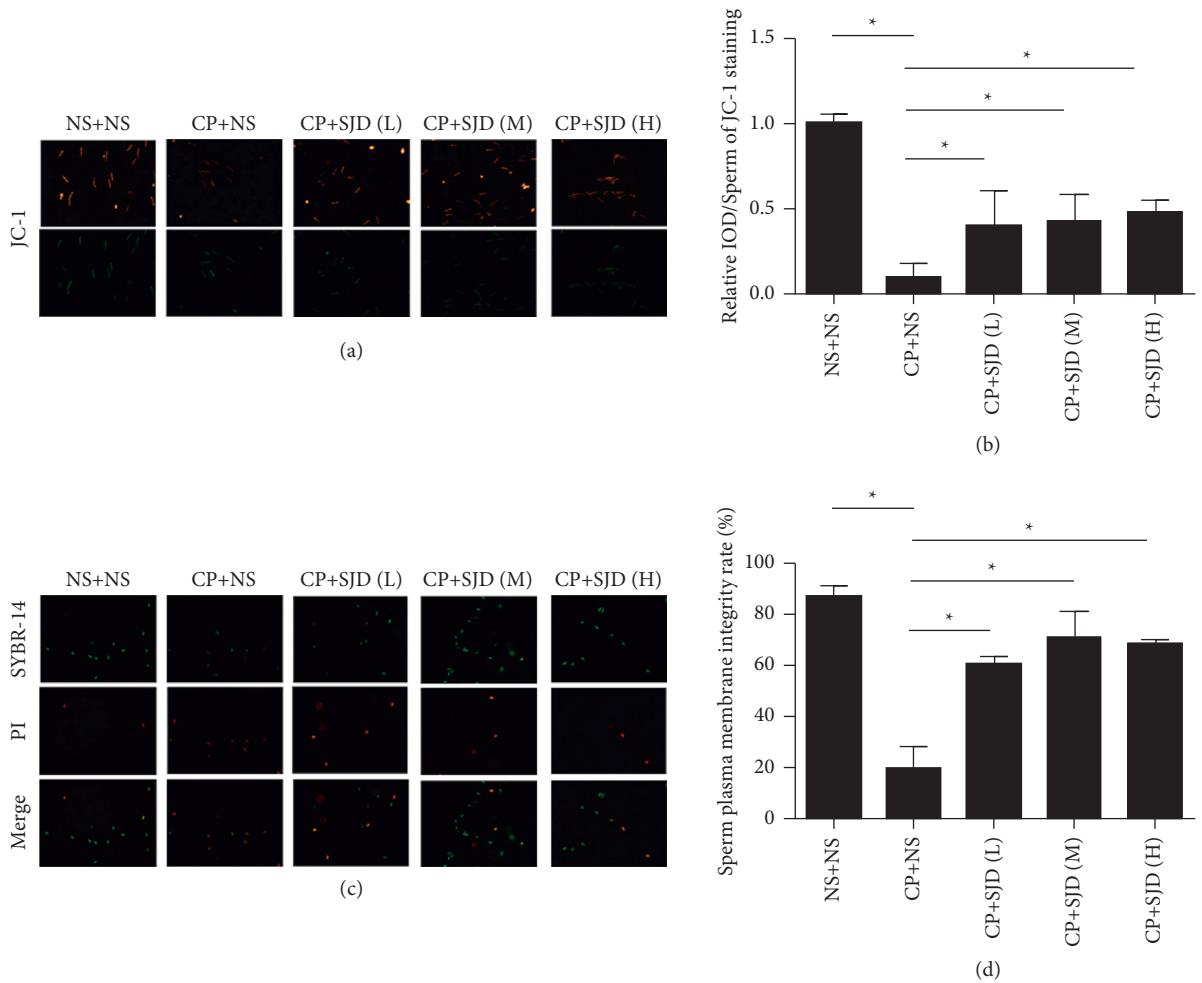 NS+NS CP+NS CP+SJD (L) CP+SJD (M) CP+SJD (H)
JC-1
(a)
Relative IOD/Sperm of JC-1 staining
1.5
1.0
0.5
0.0
*
*
*
*
NS+NS
CP+NS
CP+SJD (L)
CP+SJD (M)
CP+SJD (H)
(b)
NS+NS CP+NS CP+SJD (L) CP+SJD (M) CP+SJD (H)
SYBR-14
PI
Merge
(c)
Sperm plasma membrane integrity rate (%)
100
80
60
40
20
0
*
*
*
*
NS+NS
CP+NS
CP+SJD (L)
CP+SJD (M)
CP+SJD (H)
(d)